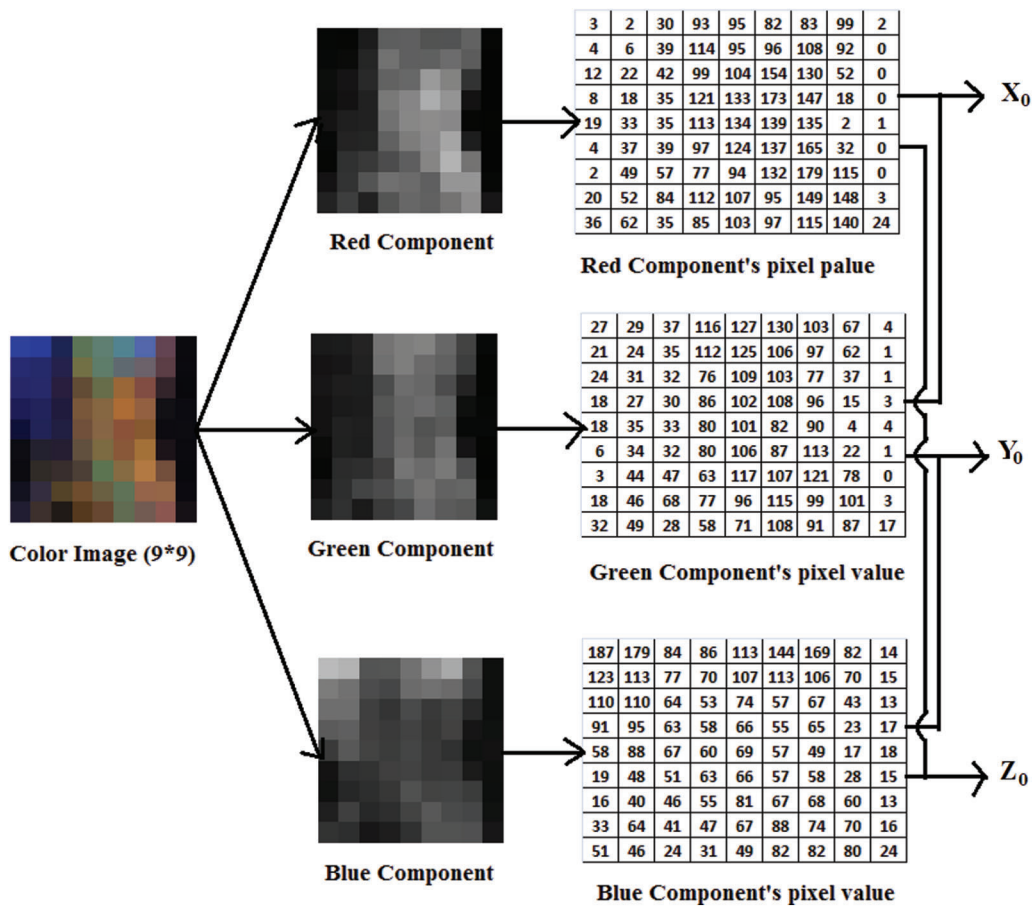 3 2 30 93 95 82 83 99 2
4 6 39 114 95 96 108 92 0
12 22 42 99 104 154 130 52 0
8 18 35 121 133 173 147 18 0
19 33 35 113 134 139 135 2 1
4 37 39 97 124 137 165 32 0
2 49 57 77 94 132 179 115 0
20 52 84 112 107 95 149 148 3
36 62 35 85 103 97 115 140 24
X₀
Red Component
Red Component's pixel palue
27 29 37 116 127 130 103 67 4
21 24 35 112 125 106 97 62 1
24 31 32 76 109 103 77 37 1
18 27 30 86 102 108 96 15 3
18 35 33 80 101 82 90 4 4
6 34 32 80 106 87 113 22 1
3 44 47 63 117 107 121 78 0
18 46 68 77 96 115 99 101 3
32 49 28 58 71 108 91 87 17
Y₀
Color Image (9*9)
Green Component
Green Component's pixel value
187 179 84 86 113 144 169 82 14
123 113 77 70 107 113 106 70 15
110 110 64 53 74 57 67 43 13
91 95 63 58 66 55 65 23 17
58 88 67 60 69 57 49 17 18
19 48 51 63 66 57 58 28 15
16 40 46 55 81 67 68 60 13
33 64 41 47 67 88 74 70 16
51 46 24 31 49 82 82 80 24
Z₀
Blue Component
Blue Component's pixel value